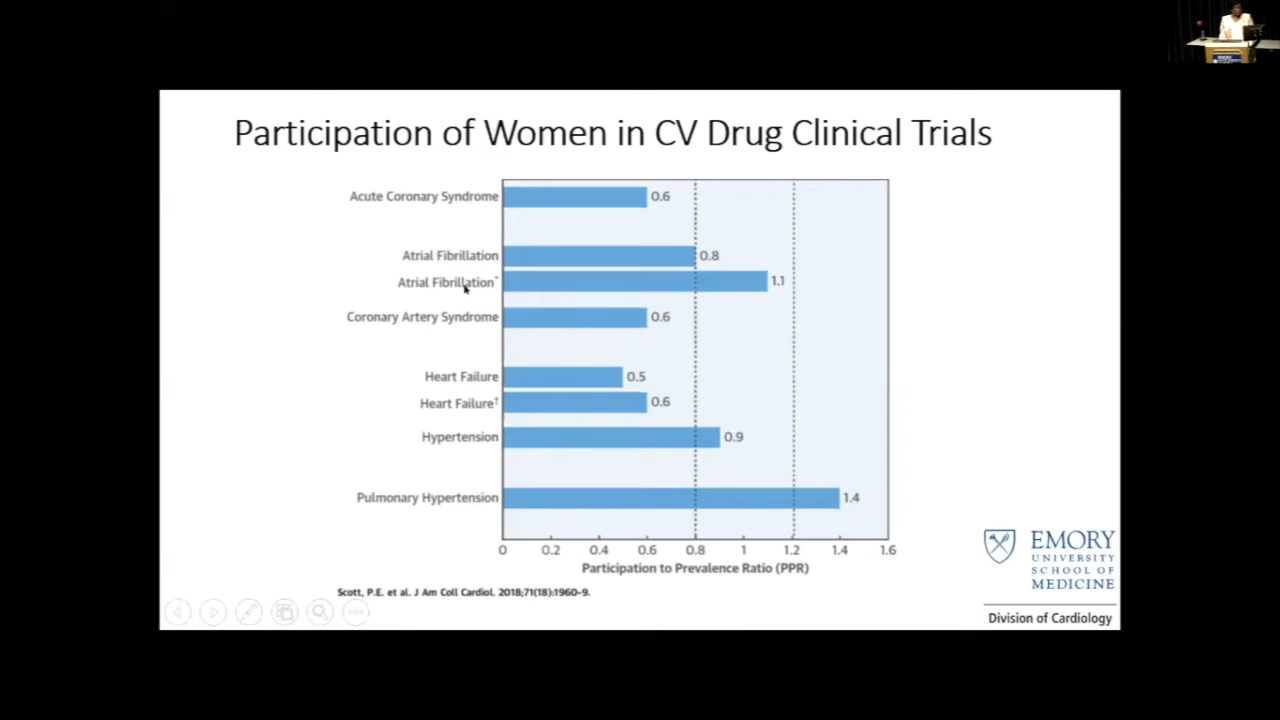 Participation of Women in CV Drug Clinical Trials
Acute Coronary Syndrome 0.6
Atrial Fibrillation 0.8
Atrial Fibrillation* 1.1
Coronary Artery Syndrome 0.6
Heart Failure 0.5
Heart Failure† 0.6
Hypertension 0.9
Pulmonary Hypertension 1.4
0 0.2 0.4 0.6 0.8 1 1.2 1.4 1.6
Participation to Prevalence Ratio (PPR)
Scott, P.E. et al. J Am Coll Cardiol. 2018;71(18):1960-9.
EMORY
UNIVERSITY
SCHOOL OF
MEDICINE
Division of Cardiology